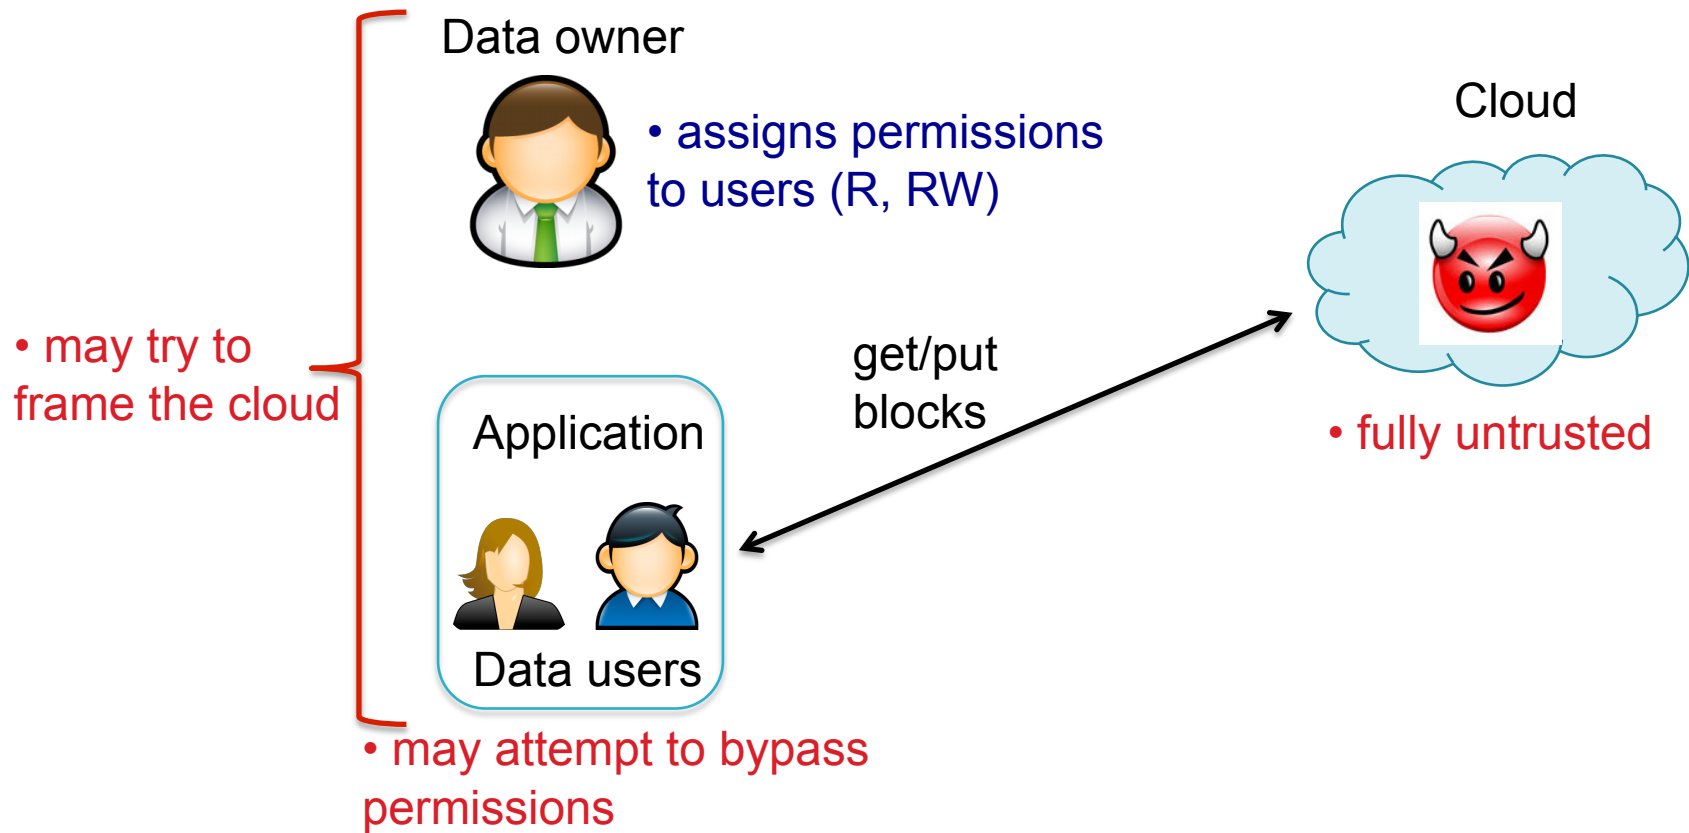 Data owner
• assigns permissions
to users (R, RW)
Cloud
• may try to
frame the cloud
get/put
blocks
Application
• fully untrusted
Data users
• may attempt to bypass
permissions